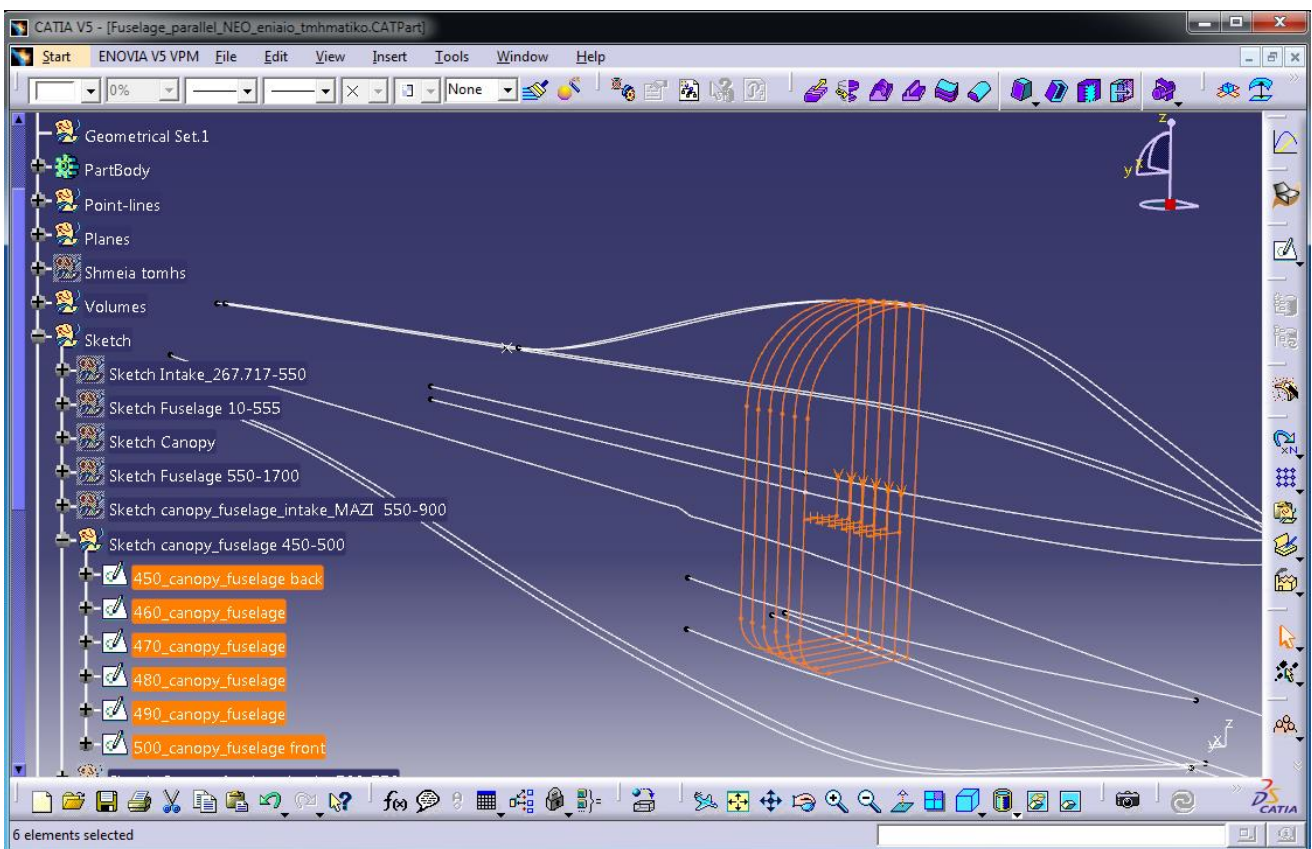 CATIA V5 - [Fuselage_parallel_NEO_eniaio_tmhmatiko.CATPart]
Start ENOVIA V5 VPM File Edit View Insert Tools Window Help
0% None
Geometrical Set.1
PartBody
Point-lines
Planes
Shmeia tomhs
Volumes
Sketch
Sketch Intake_267.717-550
Sketch Fuselage 10-555
Sketch Canopy
Sketch Fuselage 550-1700
Sketch canopy_fuselage_intake_MAZI 550-900
Sketch canopy_fuselage 450-500
450_canopy_fuselage back
460_canopy_fuselage
470_canopy_fuselage
480_canopy_fuselage
490_canopy_fuselage
500_canopy_fuselage front
z
y x
z
y x
f(x)
CATIA
6 elements selected